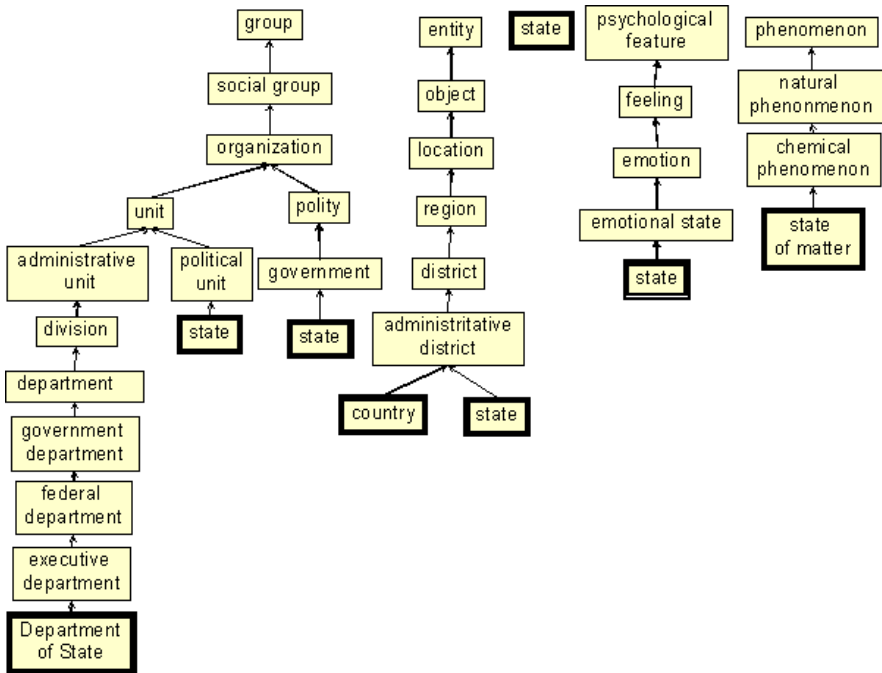 group
social group
organization
unit
polity
administrative
unit
political
unit
government
division
state
state
department
government
department
federal
department
executive
department
Department
of State
entity
object
location
region
district
administritative
district
country
state
state
psychological
feature
feeling
emotion
emotional state
state
phenomenon
natural
phenonmenon
chemical
phenomenon
state
of matter